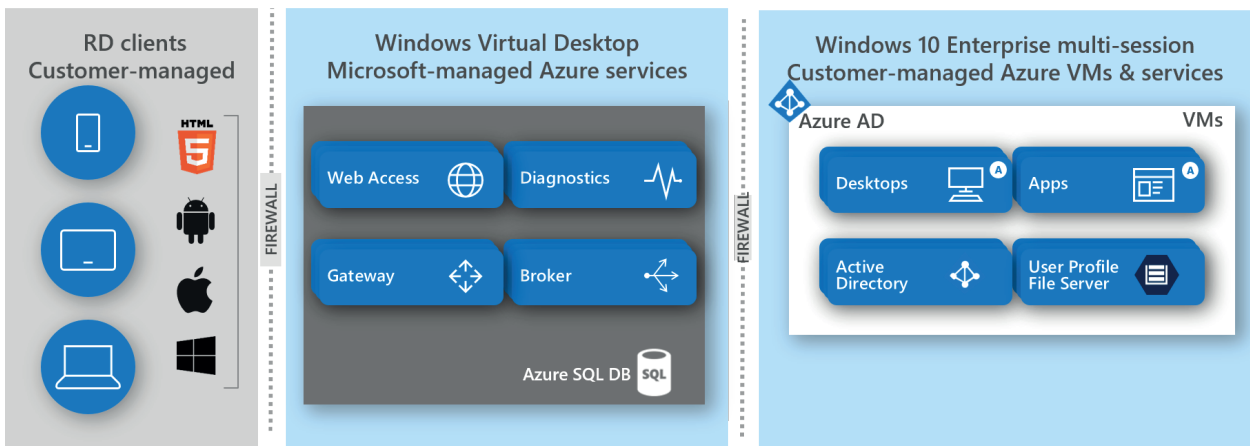 RD clients
Customer-managed
HTML
5
FIREWALL
Windows Virtual Desktop
Microsoft-managed Azure services
Web Access
Diagnostics
Gateway
Broker
Azure SQL DB
SQL
FIREWALL
Windows 10 Enterprise multi-session
Customer-managed Azure VMs & services
Azure AD
VMs
Desktops
A
Apps
A
Active
Directory
User Profile
File Server